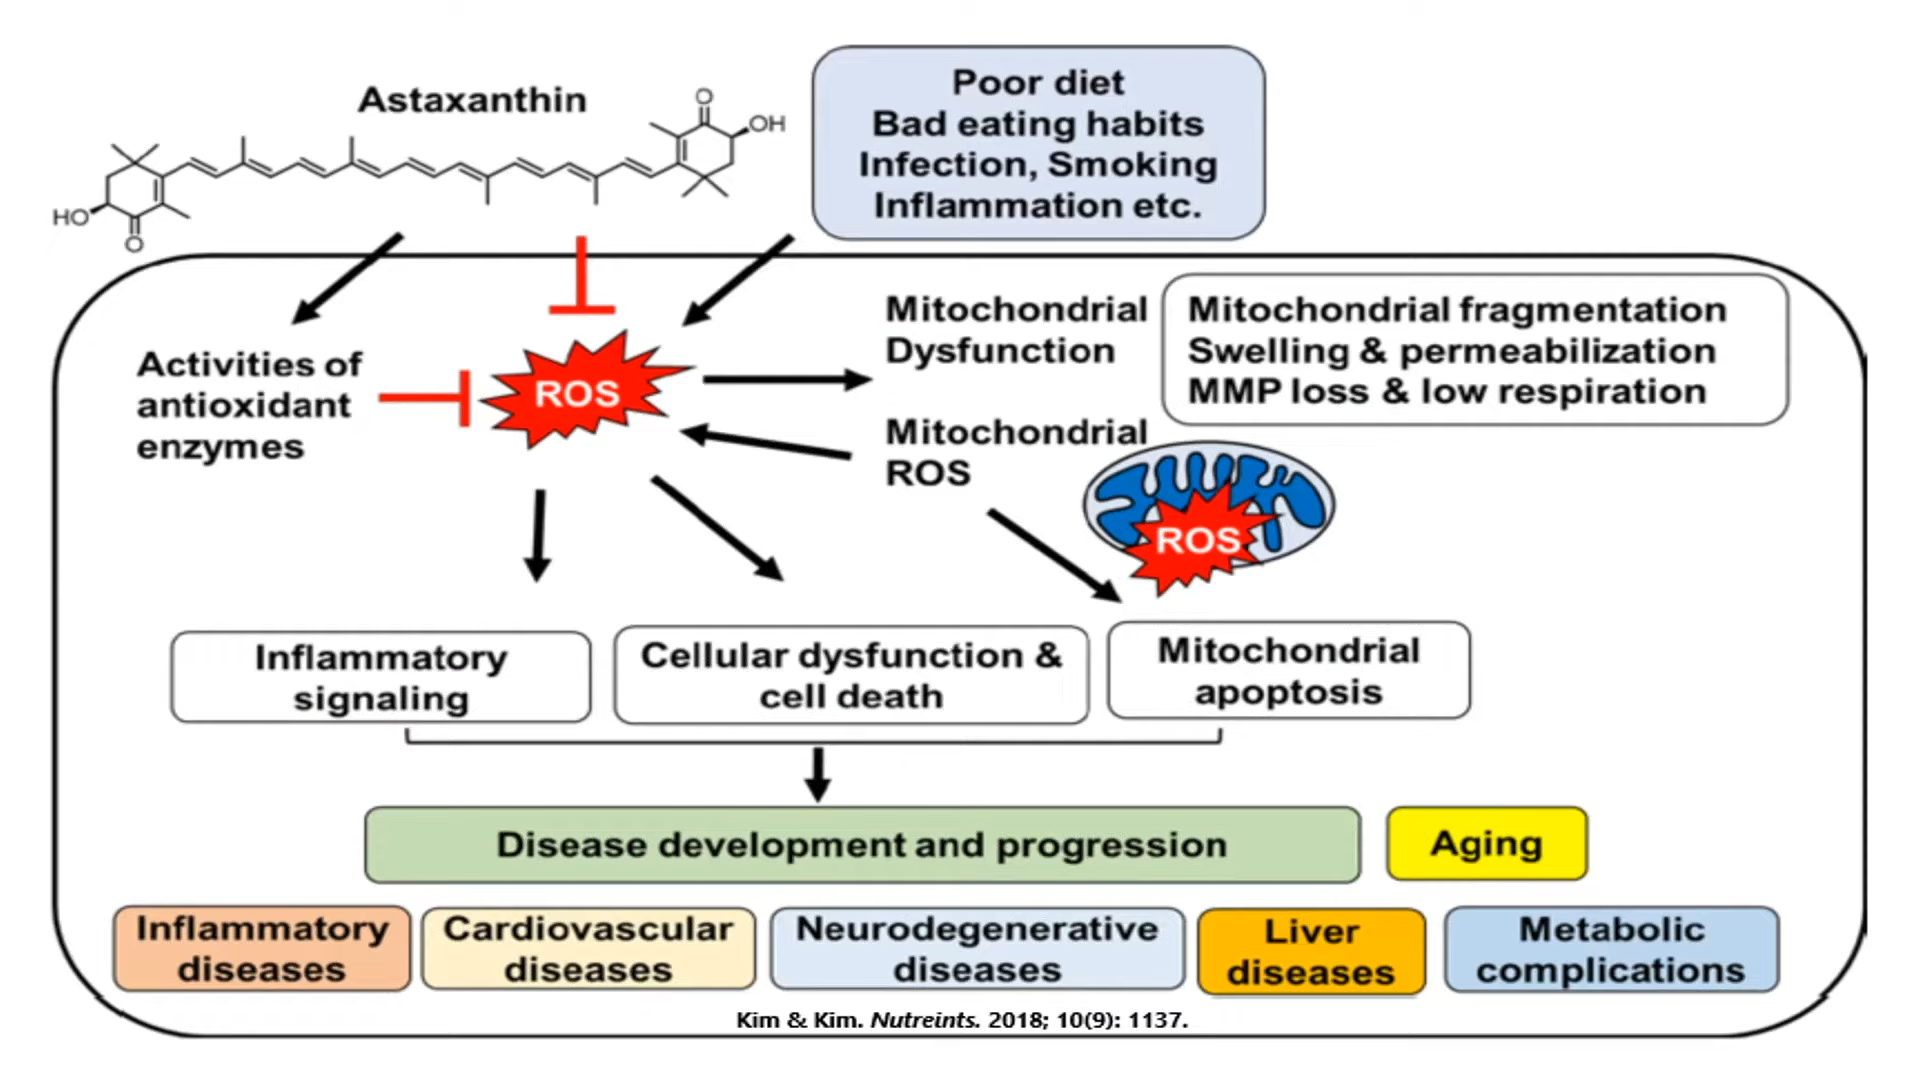 Astaxanthin
O
OH
HO
O
Poor diet
Bad eating habits
Infection, Smoking
Inflammation etc.
Activities of
antioxidant
enzymes
ROS
Mitochondrial
Dysfunction
Mitochondrial fragmentation
Swelling & permeabilization
MMP loss & low respiration
Mitochondrial
ROS
ROS
Inflammatory
signaling
Cellular dysfunction &
cell death
Mitochondrial
apoptosis
Disease development and progression
Aging
Inflammatory
diseases
Cardiovascular
diseases
Neurodegenerative
diseases
Liver
diseases
Metabolic
complications
Kim & Kim. Nutreints. 2018; 10(9): 1137.